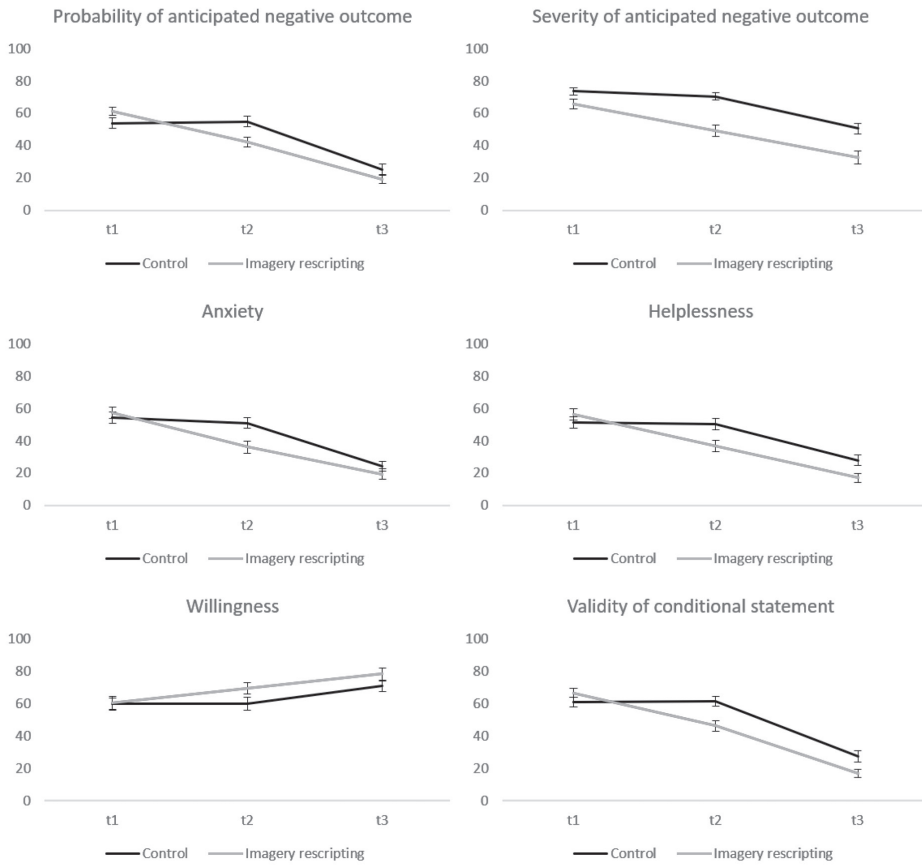 Probability of anticipated negative outcome
100
80
60
40
20
0
t1 t2 t3
Control Imagery rescripting
Severity of anticipated negative outcome
100
80
60
40
20
0
t1 t2 t3
Control Imagery rescripting
Anxiety
100
80
60
40
20
0
t1 t2 t3
Control Imagery rescripting
Helplessness
100
80
60
40
20
0
t1 t2 t3
Control Imagery rescripting
Willingness
100
80
60
40
20
0
t1 t2 t3
Control Imagery rescripting
Validity of conditional statement
100
80
60
40
20
0
t1 t2 t3
Control Imagery rescripting